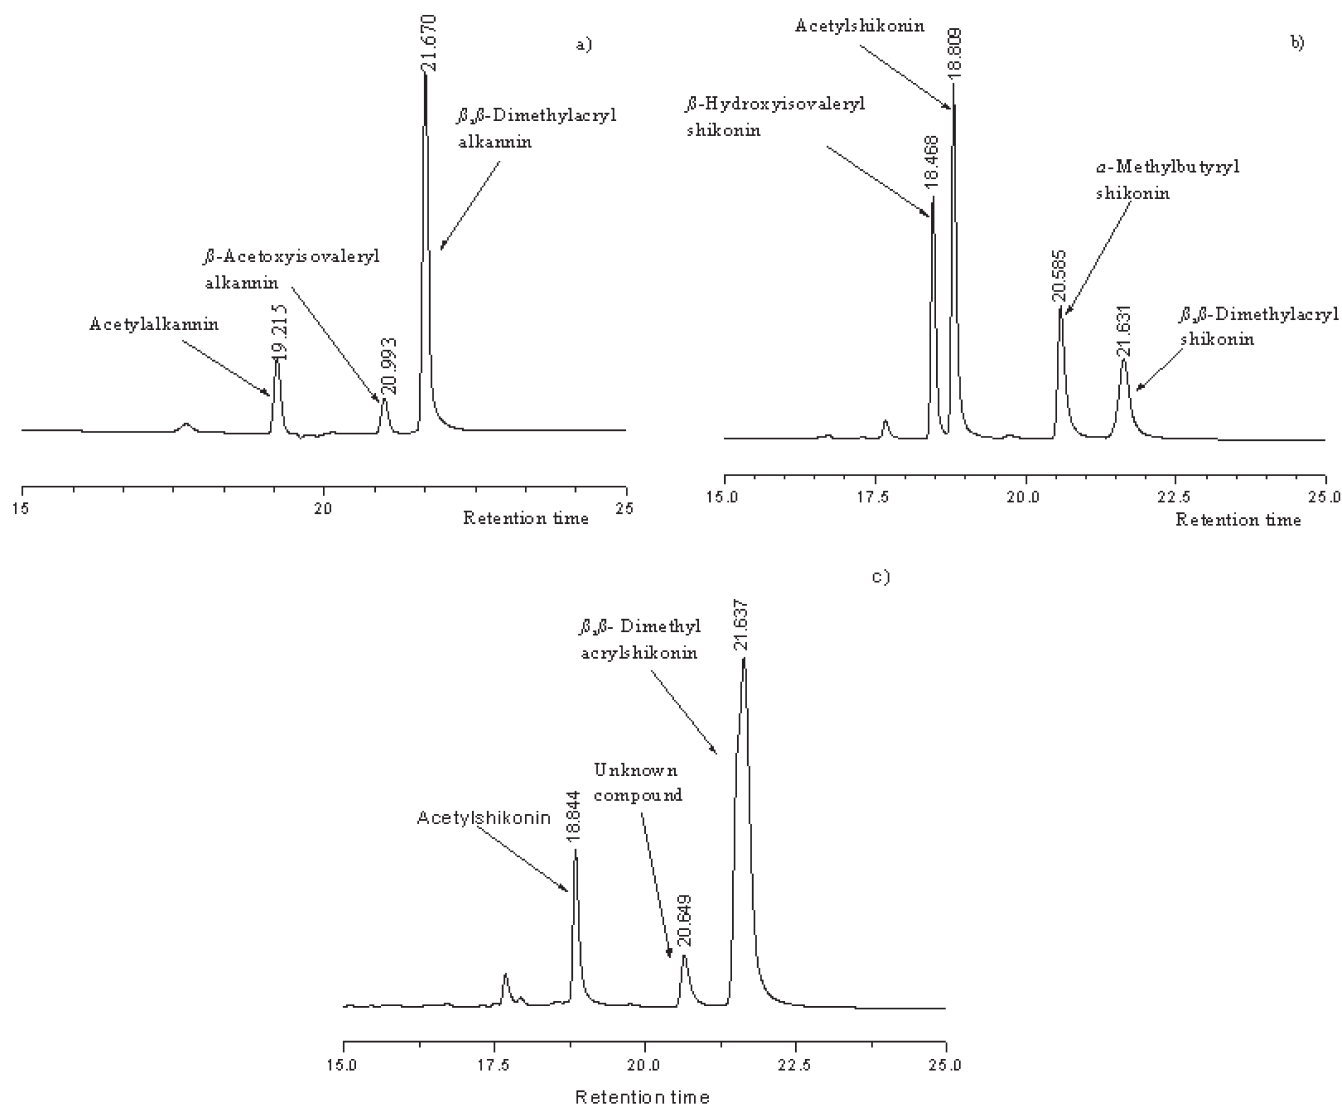 a)
21.670
β,β-Dimethylacryl
alkannin
β-Acetoxyisovaleryl
alkannin
Acetylalkannin
19.215
20.993
15
20
25
Retention time
b)
Acetylshikonin
18.809
β-Hydroxyisovaleryl
shikonin
18.468
α-Methylbutyryl
shikonin
20.585
β,β-Dimethylacryl
shikonin
21.631
15.0
17.5
20.0
22.5
25.0
Retention time
c)
β,β- Dimethyl
acrylshikonin
21.637
Unknown
compound
Acetylshikonin
18.844
20.649
15.0
17.5
20.0
22.5
25.0
Retention time